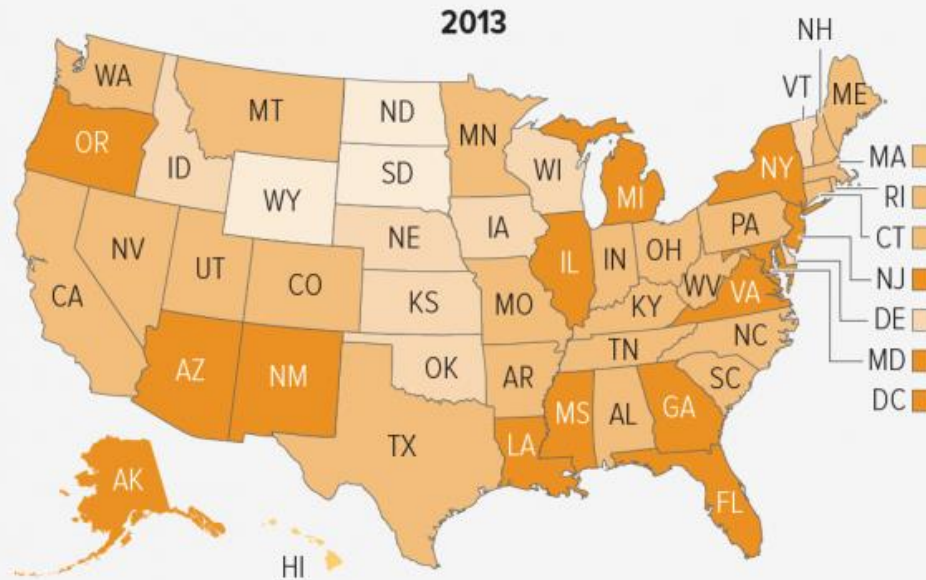 2013
NH
WA
VT
ME
MT
ND
MN
OR
NY
MA
ID
WI
SD
MI
RI
WY
PA
CT
IA
NE
NV
IL
IN
OH
NJ
UT
WV
VA
CA
CO
KS
MO
KY
DE
NC
TN
MD
AZ
NM
OK
AR
SC
DC
MS
AL
GA
TX
LA
AK
FL
HI